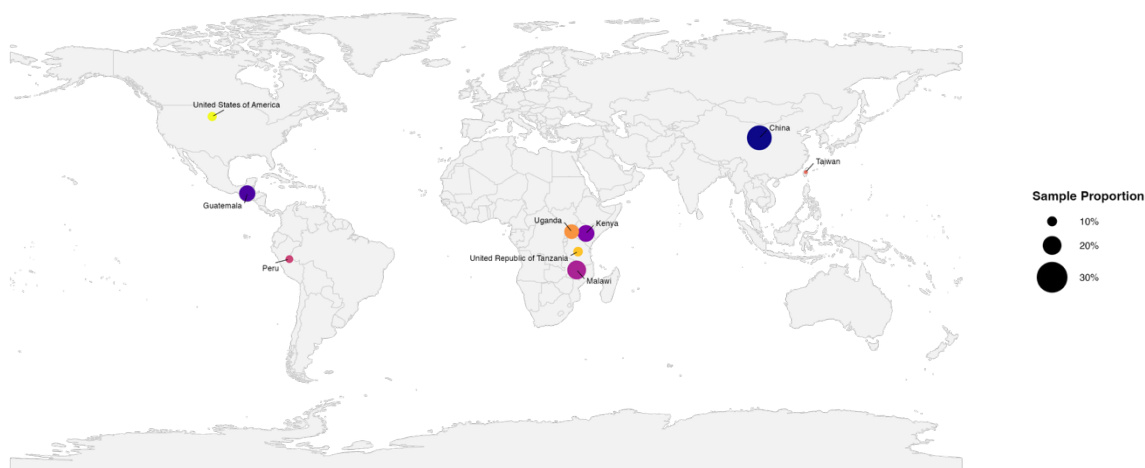 United States of America
China
Taiwan
Guatemala
Uganda
Kenya
United Republic of Tanzania
Peru
Malawi
Sample Proportion
10%
20%
30%